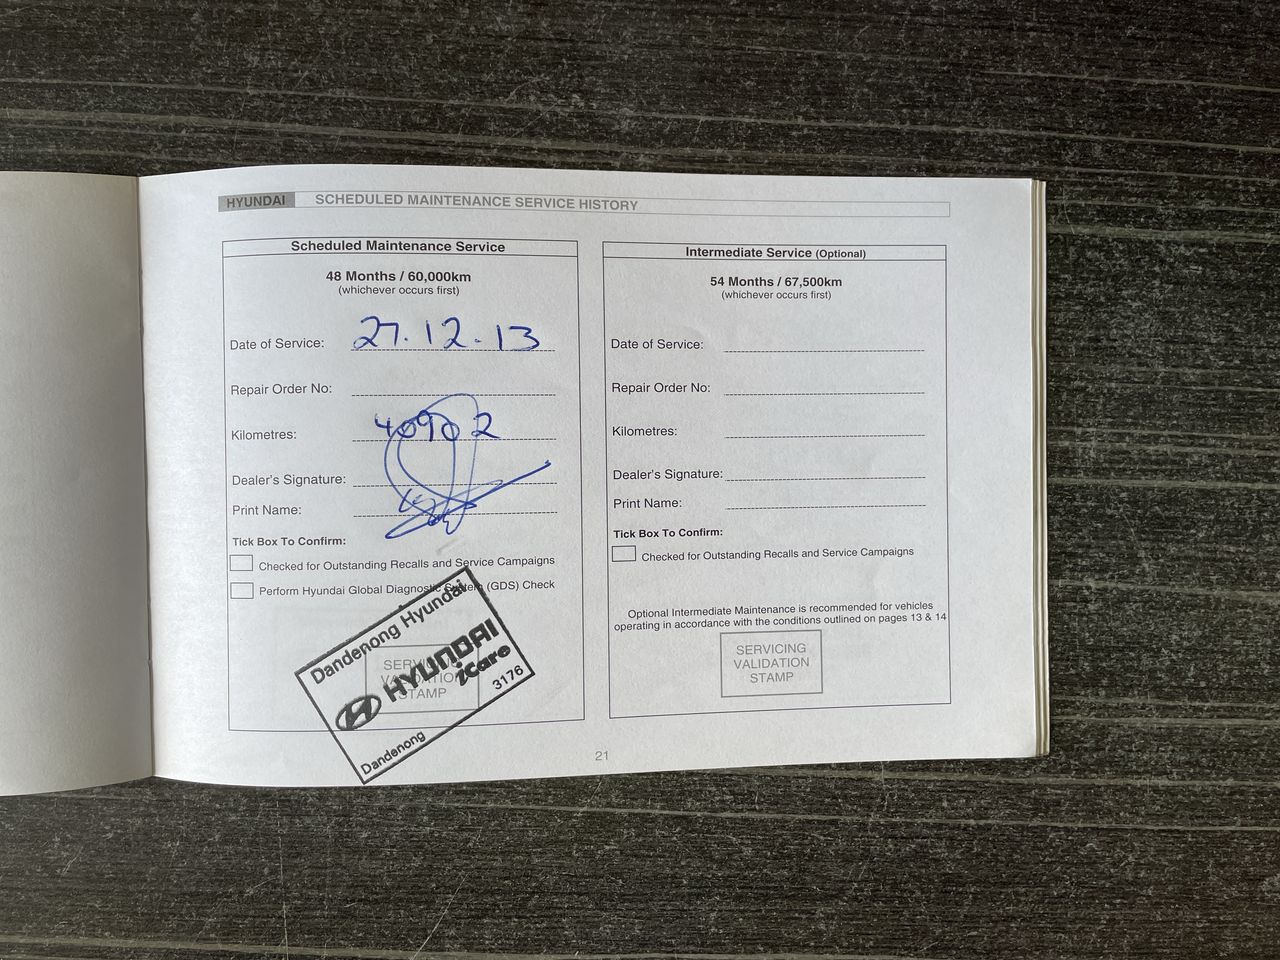 HYUNDAI SCHEDULED MAINTENANCE SERVICE HISTORY
Scheduled Maintenance Service
48 Months / 60,000km
(whichever occurs first)
Date of Service: 27.12.13
Repair Order No:
Kilometres: 40902
Dealer's Signature:
Print Name:
Tick Box To Confirm:
Checked for Outstanding Recalls and Service Campaigns
Perform Hyundai Global Diagnostic System (GDS) Check
SERVICING
VALIDATION
STAMP
Dandenong Hyundai
HYUNDAI
iCare
Dandenong 3176
Intermediate Service (Optional)
54 Months / 67,500km
(whichever occurs first)
Date of Service:
Repair Order No:
Kilometres:
Dealer's Signature:
Print Name:
Tick Box To Confirm:
Checked for Outstanding Recalls and Service Campaigns
Optional Intermediate Maintenance is recommended for vehicles
operating in accordance with the conditions outlined on pages 13 & 14
SERVICING
VALIDATION
STAMP
21